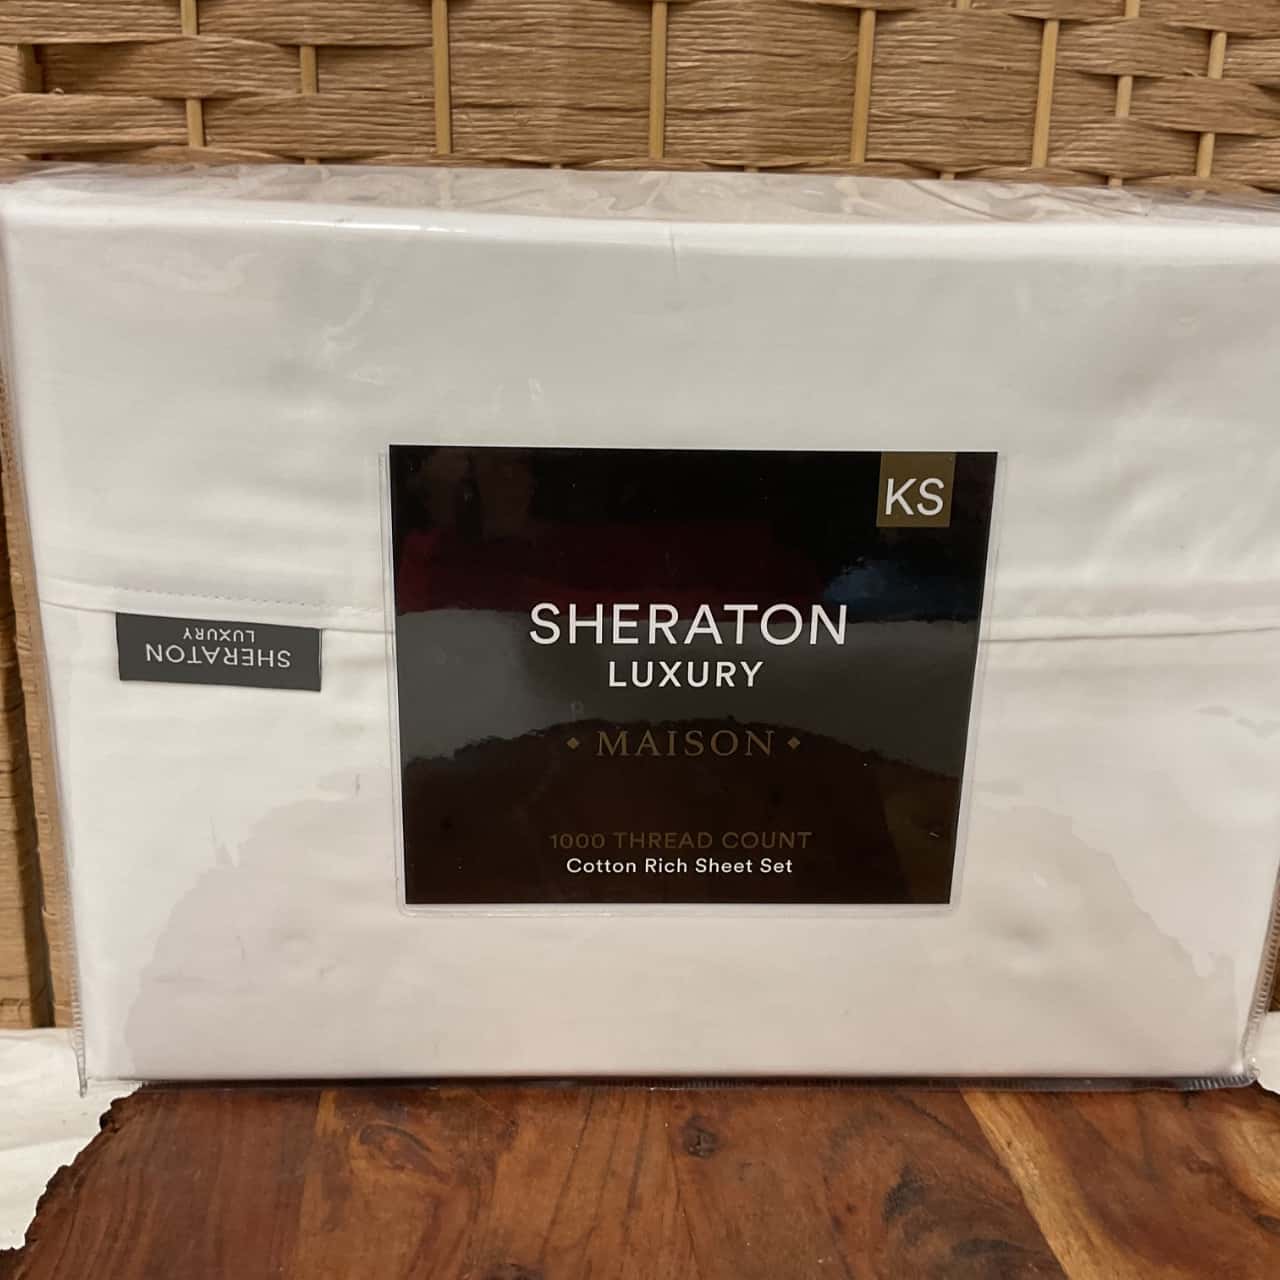 KS
SHERATON
LUXURY
MAISON
1000 THREAD COUNT
Cotton Rich Sheet Set
SHERATON
LUXURY